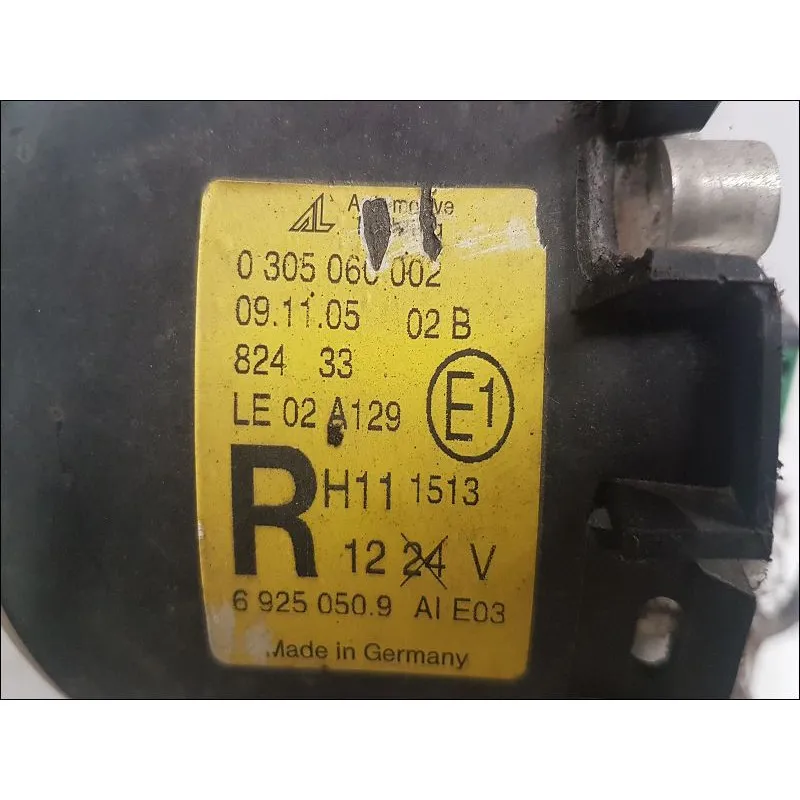 AL
0 305 060 002
09.11.05 02 B
824 33
LE 02 A129
E1
R
H11 1513
12 24 V
6 925 050.9 AI E03
Made in Germany